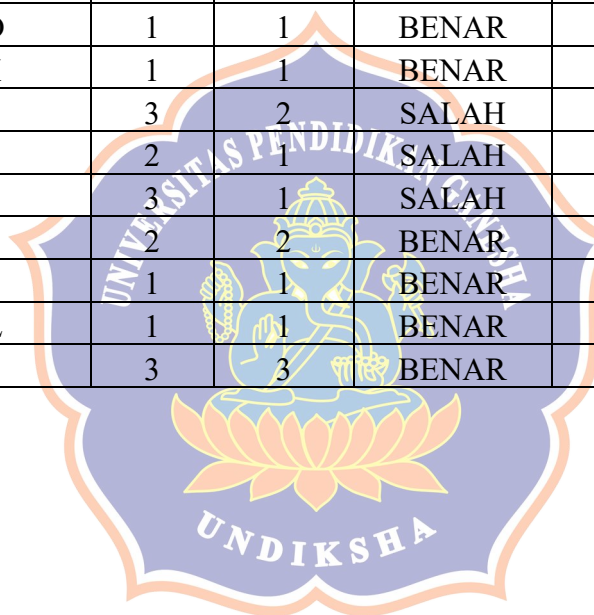 1 1 BENAR
1 1 BENAR
3 2 SALAH
2 1 SALAH
3 1 SALAH
2 2 BENAR
1 1 BENAR
1 1 BENAR
3 3 BENAR
UNIVERSITAS PENDIDIKAN GANESHA
UNDIKSHA